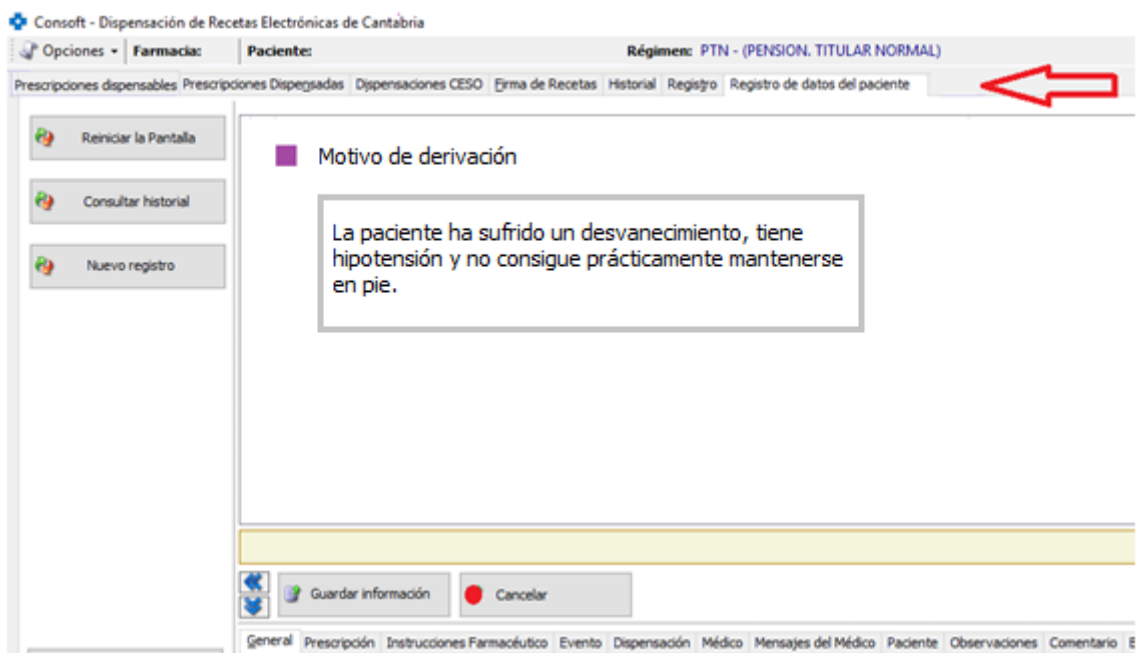 Consoft - Dispensación de Recetas Electrónicas de Cantabria
Opciones Farmacia: Paciente: Régimen: PTN - (PENSION. TITULAR NORMAL)
Prescripciones dispensables Prescripciones Dispensadas Dispensaciones CESO Firma de Recetas Historial Registro Registro de datos del paciente
Reiniciar la Pantalla
Consultar historial
Nuevo registro
Motivo de derivación
La paciente ha sufrido un desvanecimiento, tiene
hipotensión y no consigue prácticamente mantenerse
en pie.
Guardar información Cancelar
General Prescripción Instrucciones Farmacéutico Evento Dispensación Médico Mensajes del Médico Paciente Observaciones Comentario